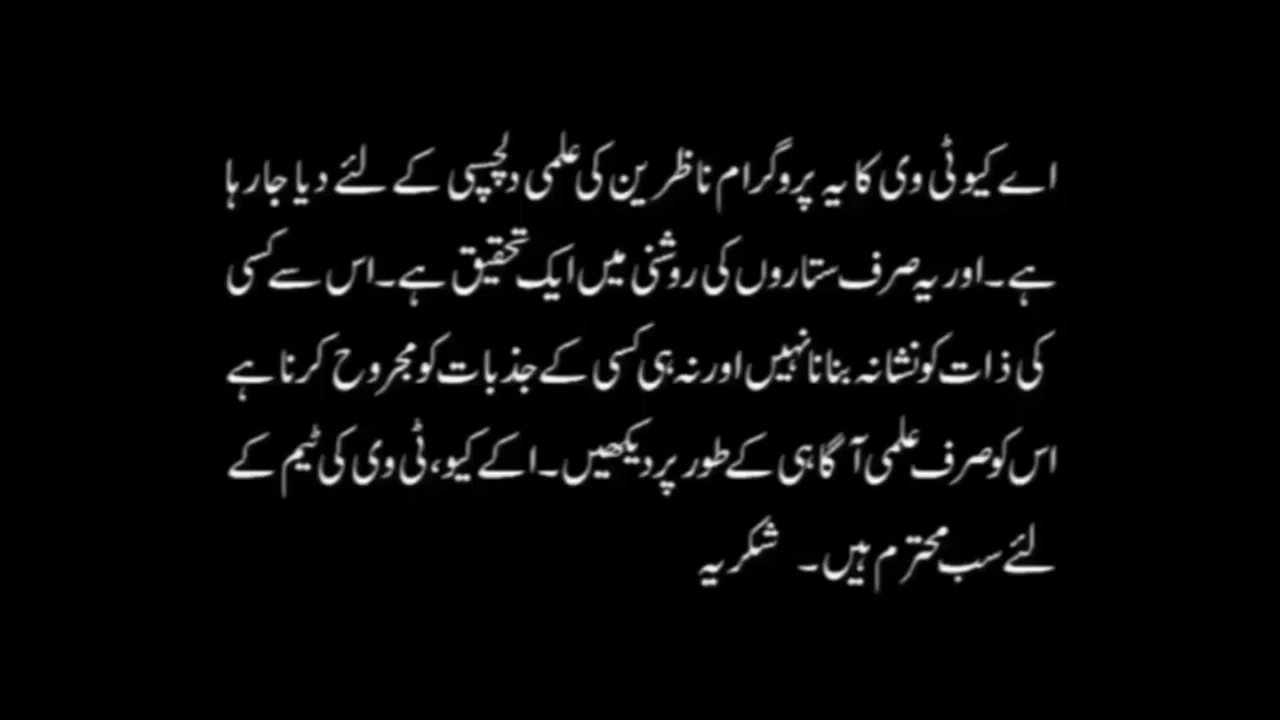 اے کیو ٹی وی کا یہ پروگرام ناظرین کی علمی دلچسپی کے لئے دیا جارہا
ہے۔ اور یہ صرف ستاروں کی روشنی میں ایک تحقیق ہے۔ اس سے کسی
کی ذات کو نشانہ بنانا نہیں اور نہ ہی کسی کے جذبات کو مجروح کرنا ہے
اس کو صرف علمی آگاہی کے طور پر دیکھیں۔ اکے کیو، ٹی وی کی ٹیم کے
لئے سب محترم ہیں۔ شکریہ